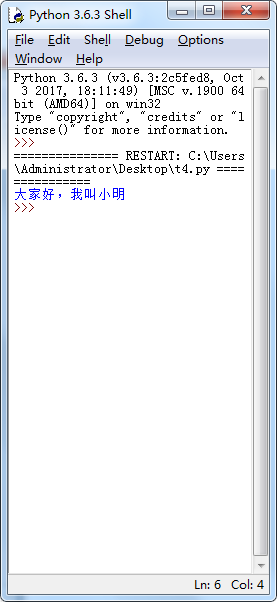 Python 3.6.3 Shell
File Edit Shell Debug Options
Window Help
Python 3.6.3 (v3.6.3:2c5fed8, Oct
3 2017, 18:11:49) [MSC v.1900 64
bit (AMD64)] on win32
Type "copyright", "credits" or "l
icense()" for more information.
>>>
=============== RESTART: C:\Users
\Administrator\Desktop\t4.py ====
==============
大家好，我叫小明
>>>
Ln: 6 Col: 4